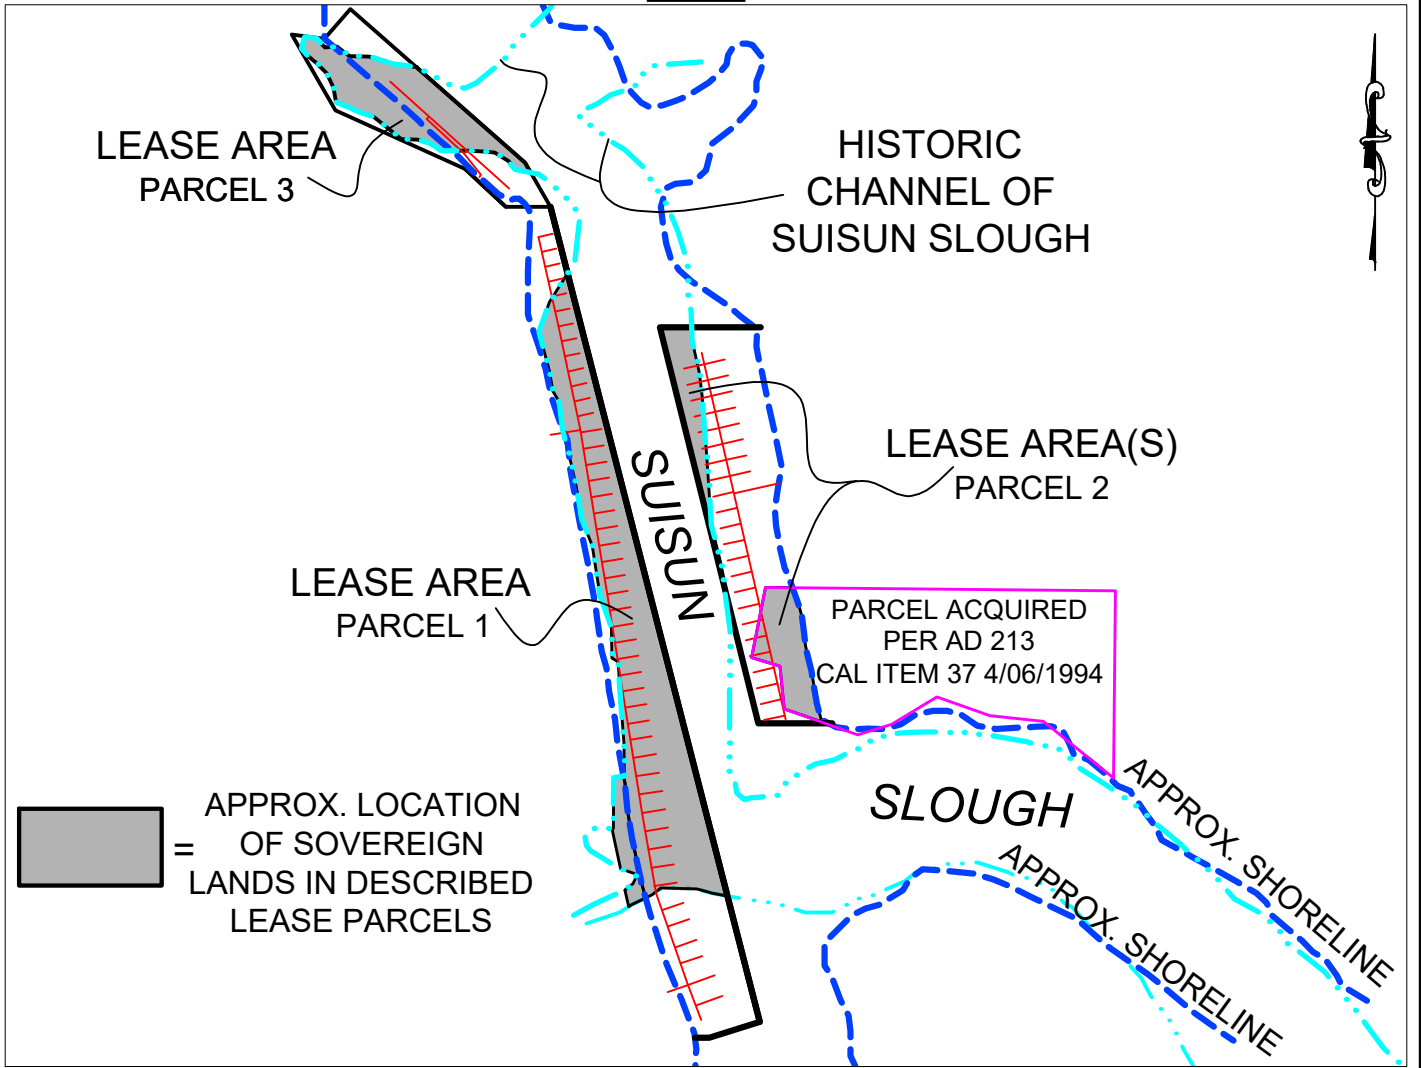 LEASE AREA
PARCEL 3
HISTORIC
CHANNEL OF
SUISUN SLOUGH
LEASE AREA(S)
PARCEL 2
SUISUN
LEASE AREA
PARCEL 1
PARCEL ACQUIRED
PER AD 213
CAL ITEM 37 4/06/1994
SLOUGH
APPROX. SHORELINE
APPROX. SHORELINE
= APPROX. LOCATION
OF SOVEREIGN
LANDS IN DESCRIBED
LEASE PARCELS